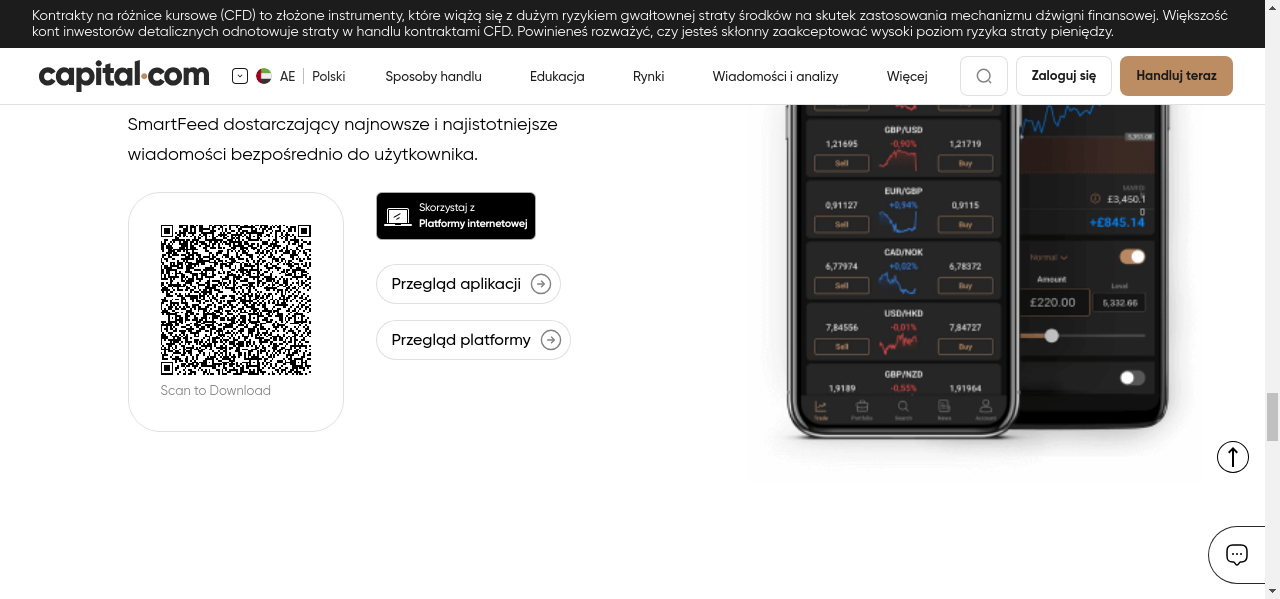 Kontrakty na różnice kursowe (CFD) to złożone instrumenty, które wiążą się z dużym ryzykiem gwałtownej straty środków na skutek zastosowania mechanizmu dźwigni finansowej. Większość
kont inwestorów detalicznych odnotowuje straty w handlu kontraktami CFD. Powinieneś rozważyć, czy jesteś skłonny zaakceptować wysoki poziom ryzyka straty pieniędzy.
capital.com
AE
Polski
Sposoby handlu
Edukacja
Rynki
Wiadomości i analizy
Więcej
Zaloguj się
Handluj teraz
SmartFeed dostarczający najnowsze i najistotniejsze
wiadomości bezpośrednio do użytkownika.
Scan to Download
Skorzystaj z
Platformy internetowej
Przegląd aplikacji
Przegląd platformy
GBP/USD
1,21695
-0,90%
1,21719
Sell
Buy
EUR/GBP
0,91127
+0,94%
0,9115
Sell
Buy
CAD/NOK
6,77974
+0,02%
6,78372
Sell
Buy
USD/HKD
7,84556
-0,01%
7,84727
Sell
Buy
GBP/NZD
1,9189
-0,55%
1,91964
Trade
Portfolio
Search
News
Account
+£845.14
Normal
Amount
Level
£220.00
5,332.66